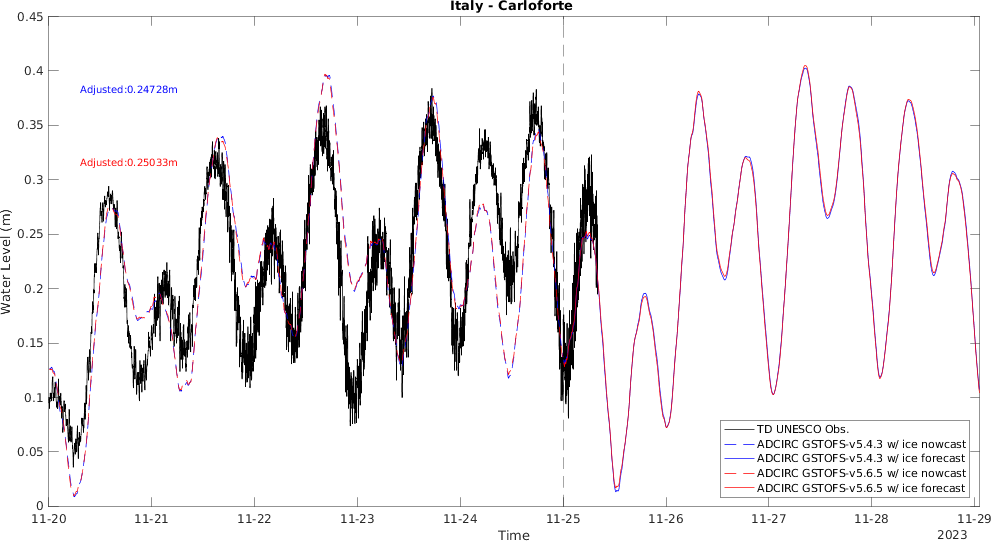 Italy - Carloforte
0.45
0.4
0.35
0.3
0.25
0.2
0.15
0.1
0.05
0
Water Level (m)
Adjusted:0.24728m
Adjusted:0.25033m
TD UNESCO Obs.
ADCIRC GSTOFS-v5.4.3 w/ ice nowcast
ADCIRC GSTOFS-v5.4.3 w/ ice forecast
ADCIRC GSTOFS-v5.6.5 w/ ice nowcast
ADCIRC GSTOFS-v5.6.5 w/ ice forecast
11-20 11-21 11-22 11-23 11-24 11-25 11-26 11-27 11-28 11-29
Time
2023